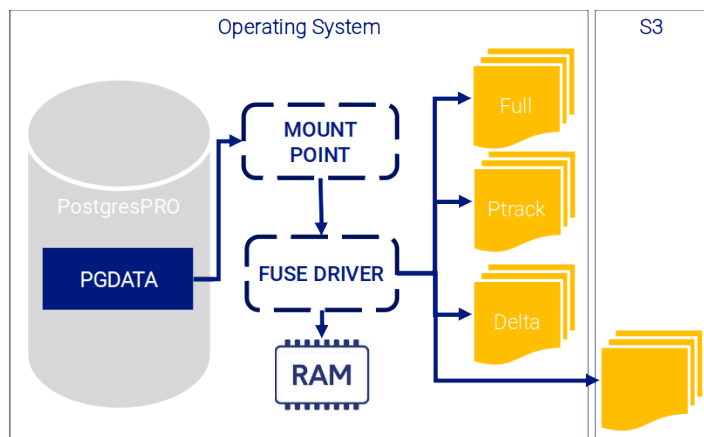 Operating System
S3
Full
MOUNT
POINT
PostgresPRO
Ptrack
PGDATA
FUSE DRIVER
Delta
RAM